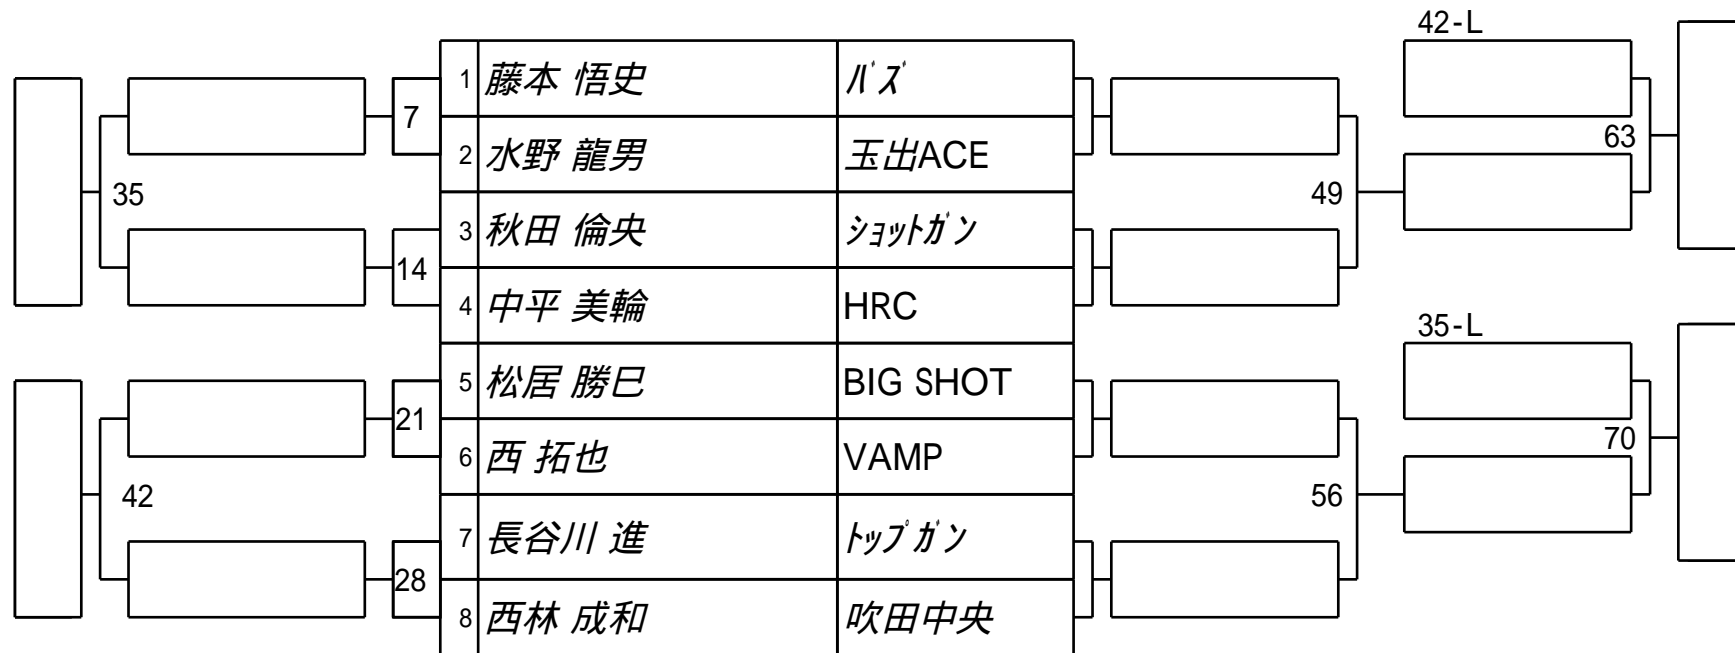 42-L
1 藤本 悟史 ﾊﾞｽﾞ
7
2 水野 龍男 玉出ACE
63
35
49
3 秋田 倫央 ｼｮｯﾄｶﾞﾝ
14
4 中平 美輪 HRC
35-L
5 松居 勝巳 BIG SHOT
21
70
6 西 拓也 VAMP
42
56
7 長谷川 進 ﾄｯﾌﾟｶﾞﾝ
28
8 西林 成和 吹田中央